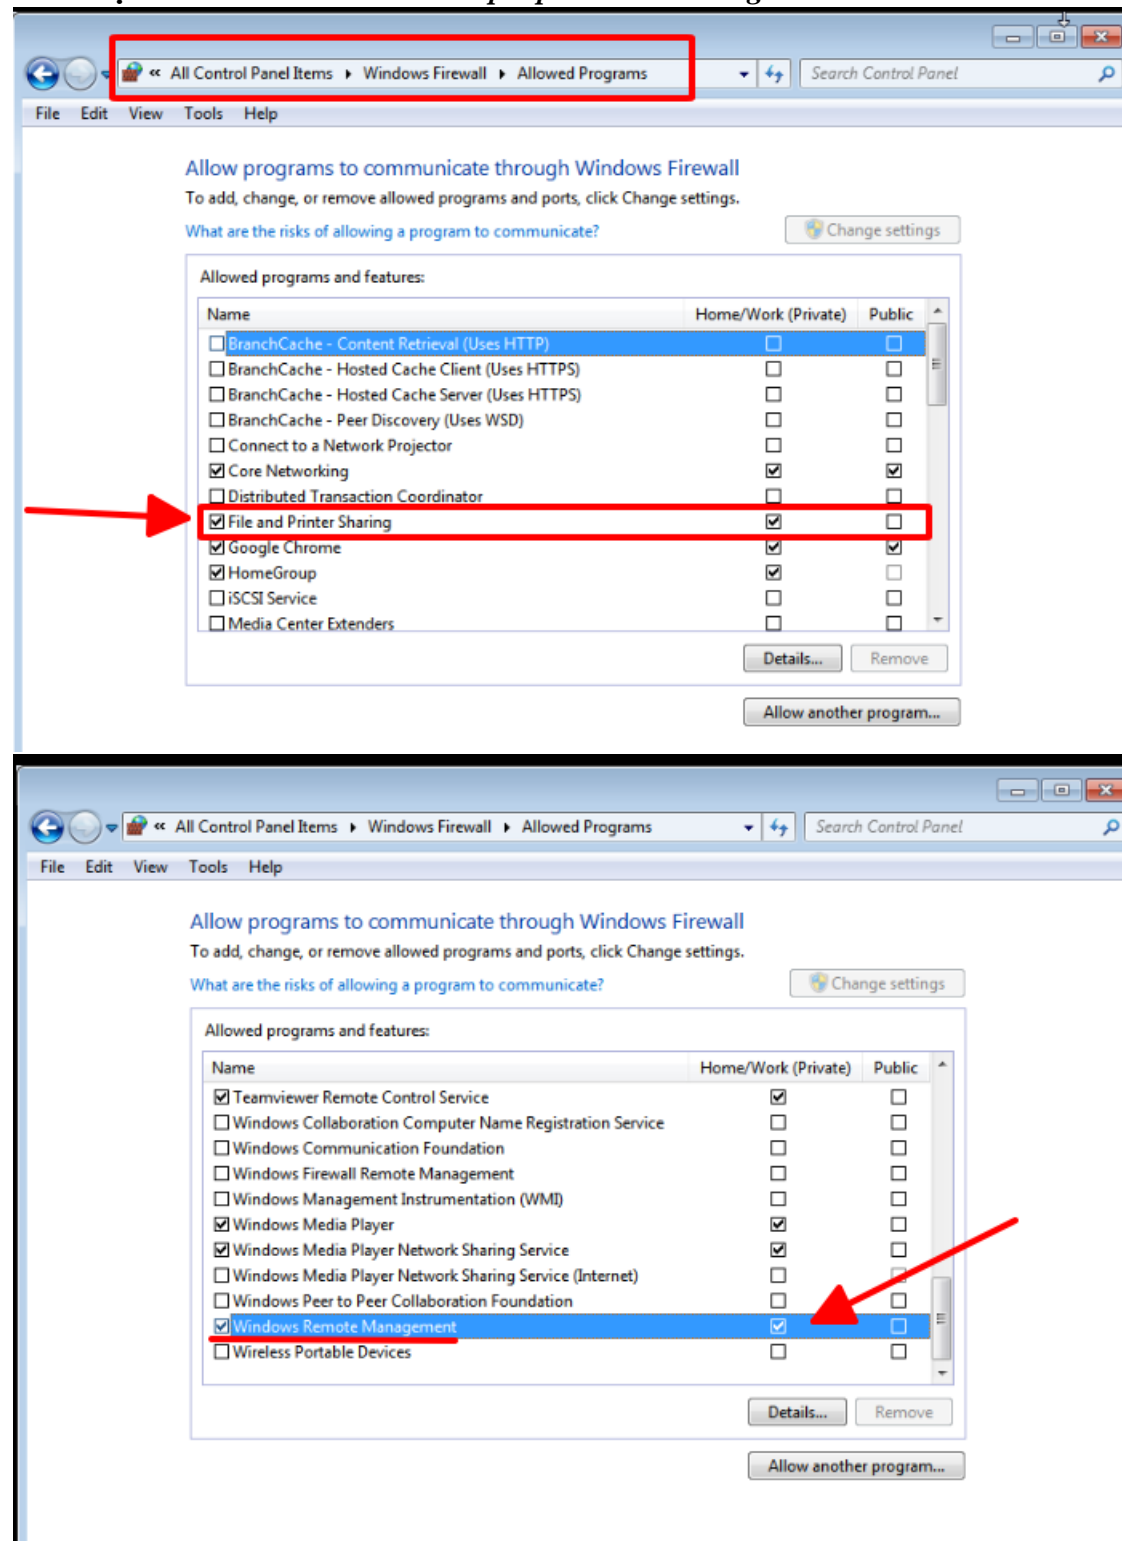 « All Control Panel Items ▸ Windows Firewall ▸ Allowed Programs
Search Control Panel
File Edit View Tools Help
Allow programs to communicate through Windows Firewall
To add, change, or remove allowed programs and ports, click Change settings.
What are the risks of allowing a program to communicate?
Change settings
Allowed programs and features:
Name Home/Work (Private) Public
BranchCache - Content Retrieval (Uses HTTP)
BranchCache - Hosted Cache Client (Uses HTTPS)
BranchCache - Hosted Cache Server (Uses HTTPS)
BranchCache - Peer Discovery (Uses WSD)
Connect to a Network Projector
Core Networking
Distributed Transaction Coordinator
File and Printer Sharing
Google Chrome
HomeGroup
iSCSI Service
Media Center Extenders
Details... Remove
Allow another program...
« All Control Panel Items ▸ Windows Firewall ▸ Allowed Programs
Search Control Panel
File Edit View Tools Help
Allow programs to communicate through Windows Firewall
To add, change, or remove allowed programs and ports, click Change settings.
What are the risks of allowing a program to communicate?
Change settings
Allowed programs and features:
Name Home/Work (Private) Public
Teamviewer Remote Control Service
Windows Collaboration Computer Name Registration Service
Windows Communication Foundation
Windows Firewall Remote Management
Windows Management Instrumentation (WMI)
Windows Media Player
Windows Media Player Network Sharing Service
Windows Media Player Network Sharing Service (Internet)
Windows Peer to Peer Collaboration Foundation
Windows Remote Management
Wireless Portable Devices
Details... Remove
Allow another program...